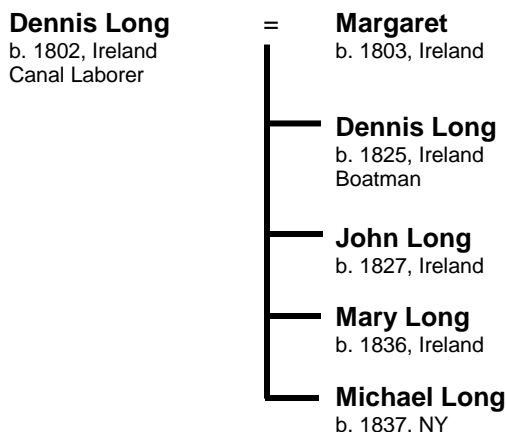 Dennis Long = Margaret
b. 1802, Ireland b. 1803, Ireland
Canal Laborer
Dennis Long
b. 1825, Ireland
Boatman
John Long
b. 1827, Ireland
Mary Long
b. 1836, Ireland
Michael Long
b. 1837, NY